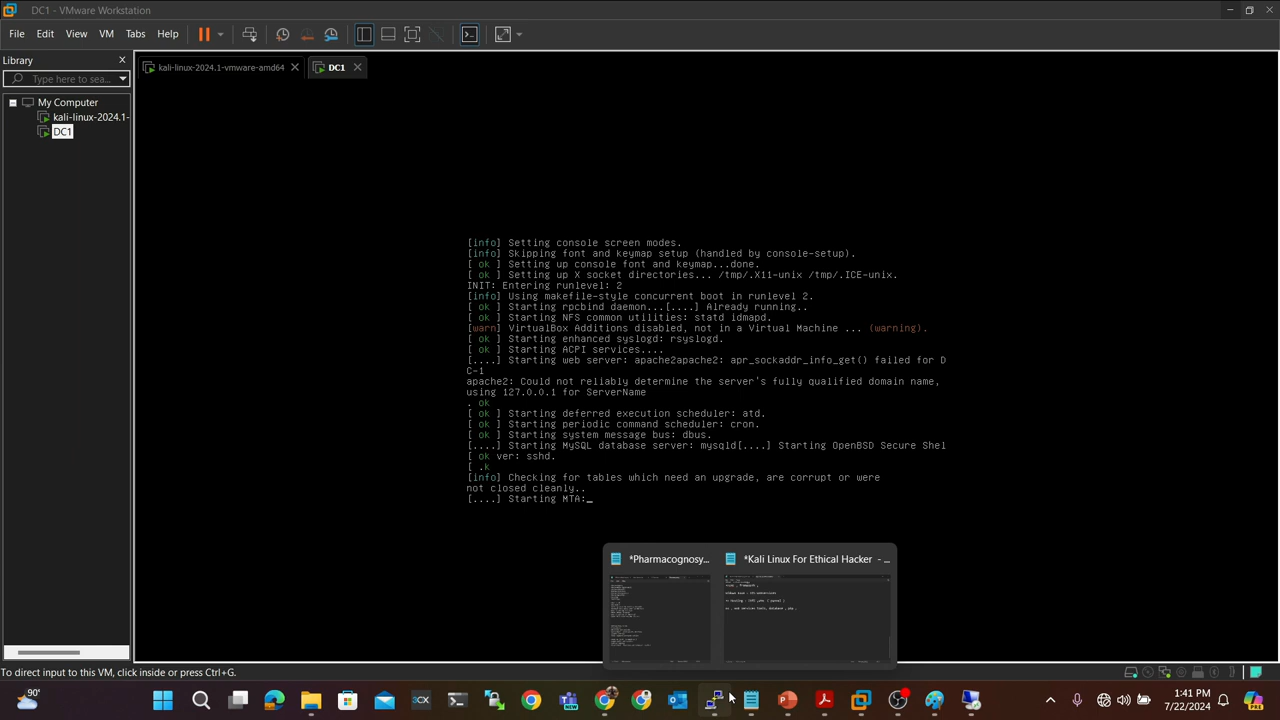 DC1 - VMware Workstation
File Edit View VM Tabs Help
Library
Type here to sea...
My Computer
kali-linux-2024.1-
DC1
kali-linux-2024.1-vmware-amd64
DC1
[info] Setting console screen modes.
[info] Skipping font and keymap setup (handled by console-setup).
[ ok ] Setting up console font and keymap...done.
[ ok ] Setting up X socket directories... /tmp/.X11-unix /tmp/.ICE-unix.
INIT: Entering runlevel: 2
[info] Using makefile-style concurrent boot in runlevel 2.
[ ok ] Starting rpcbind daemon...[....] Already running..
[ ok ] Starting NFS common utilities: statd idmapd.
[warn] VirtualBox Additions disabled, not in a Virtual Machine ... (warning).
[ ok ] Starting enhanced syslogd: rsyslogd.
[ ok ] Starting ACPI services....
[....] Starting web server: apache2apache2: apr_sockaddr_info_get() failed for D
C-1
apache2: Could not reliably determine the server's fully qualified domain name,
using 127.0.0.1 for ServerName
. ok
[ ok ] Starting deferred execution scheduler: atd.
[ ok ] Starting periodic command scheduler: cron.
[ ok ] Starting system message bus: dbus.
[....] Starting MySQL database server: mysqld[....] Starting OpenBSD Secure Shel
[ ok ver: sshd.
[ .k
[info] Checking for tables which need an upgrade, are corrupt or were
not closed cleanly..
[....] Starting MTA:_
*Pharmacognosy...
*Kali Linux For Ethical Hacker - ...
To direct input to this VM, click inside or press Ctrl+G.
90°
1:41 PM
7/22/2024